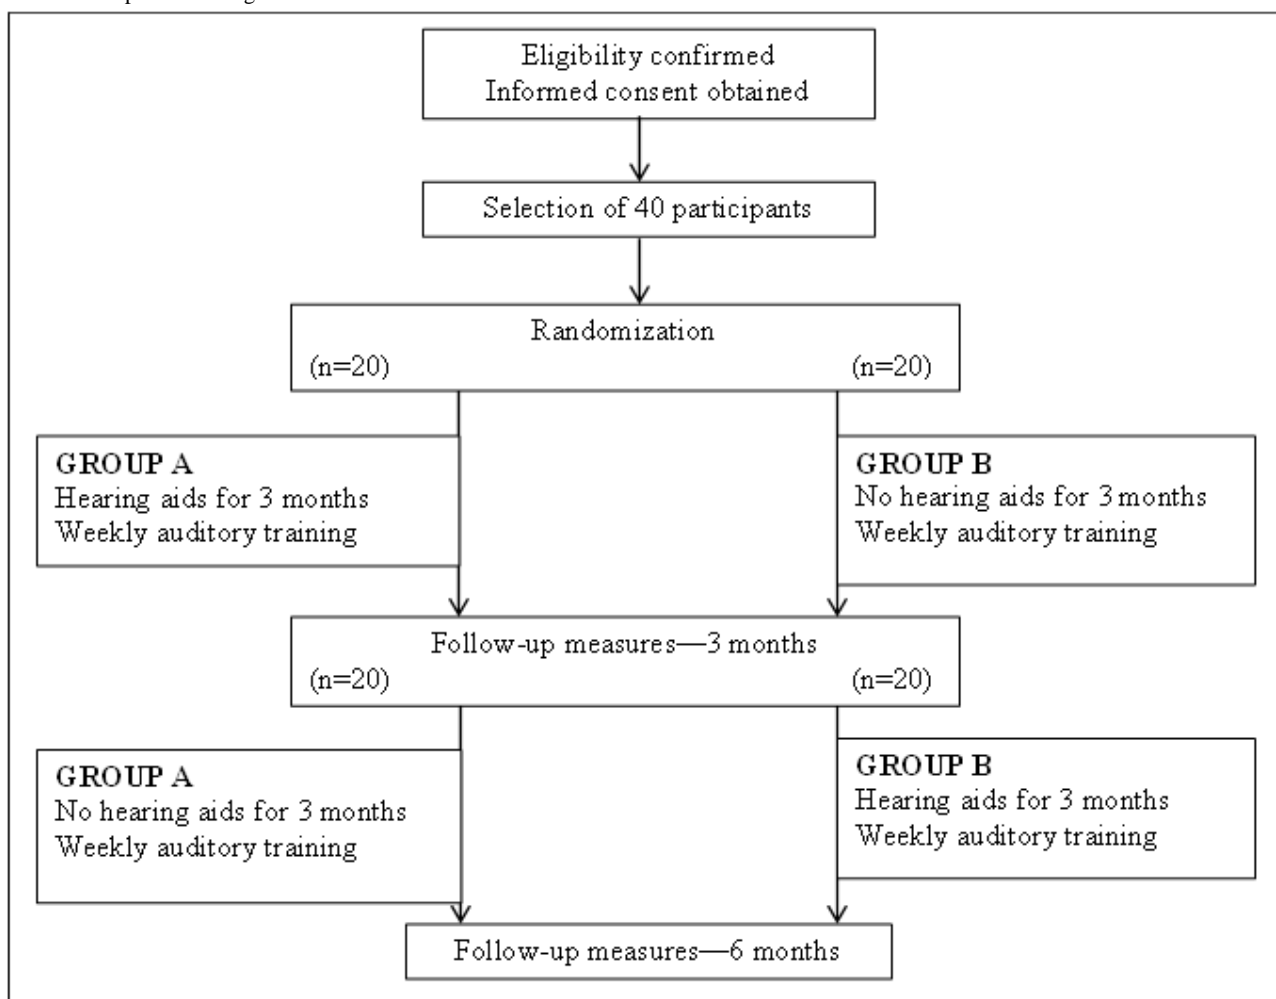 Eligibility confirmed
Informed consent obtained
Selection of 40 participants
Randomization
(n=20) (n=20)
GROUP A
Hearing aids for 3 months
Weekly auditory training
GROUP B
No hearing aids for 3 months
Weekly auditory training
Follow-up measures—3 months
(n=20) (n=20)
GROUP A
No hearing aids for 3 months
Weekly auditory training
GROUP B
Hearing aids for 3 months
Weekly auditory training
Follow-up measures—6 months